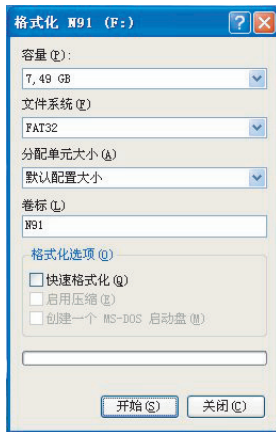 格式化 N91 (F:)
容量(P):
7,49 GB
文件系统(F)
FAT32
分配单元大小(A)
默认配置大小
卷标(L)
N91
格式化选项(O)
快速格式化(Q)
启用压缩(E)
创建一个 MS-DOS 启动盘(M)
开始(S)
关闭(C)